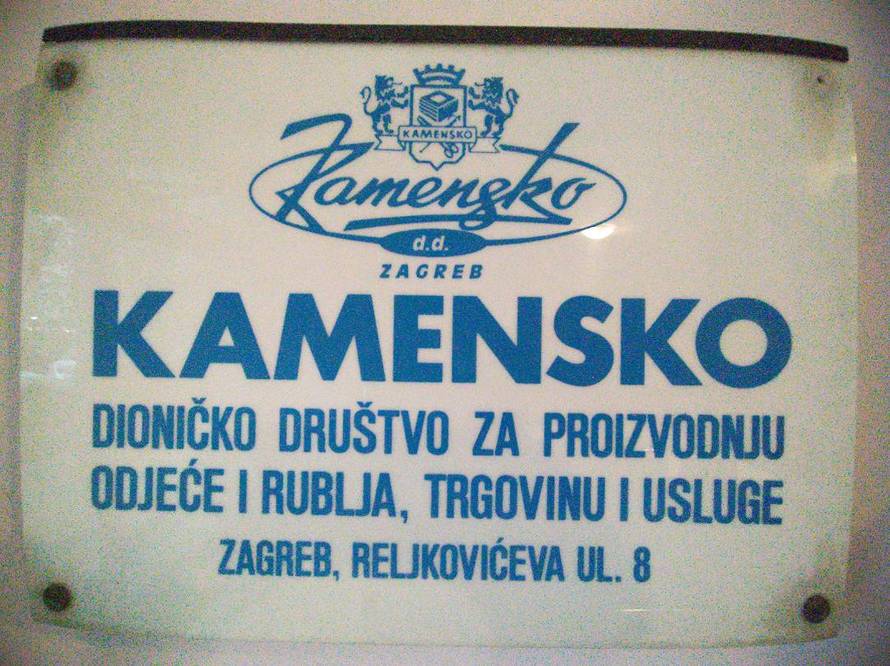 KAMENSKO
Kamensko
d.d.
ZAGREB
KAMENSKO
DIONIČKO DRUŠTVO ZA PROIZVODNJU
ODJEĆE I RUBLJA, TRGOVINU I USLUGE
ZAGREB, RELJKOVIĆEVA UL. 8